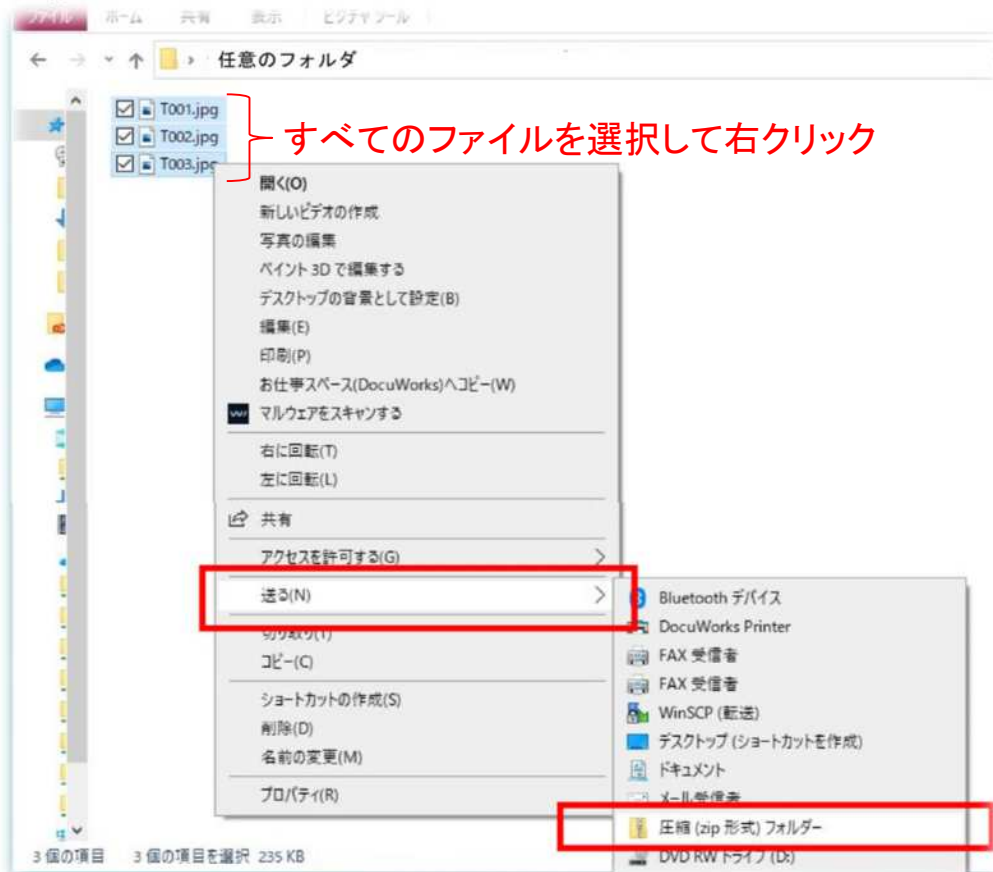 ファイル ホーム 共有 表示 ピクチャ ツール
任意のフォルダ
T001.jpg
T002.jpg
T003.jpg
すべてのファイルを選択して右クリック
開く(O)
新しいビデオの作成
写真の編集
ペイント 3D で編集する
デスクトップの背景として設定(B)
編集(E)
印刷(P)
お仕事スペース(DocuWorks)へコピー(W)
マルウェアをスキャンする
右に回転(T)
左に回転(L)
共有
アクセスを許可する(G)
送る(N)
切り取り(T)
コピー(C)
ショートカットの作成(S)
削除(D)
名前の変更(M)
プロパティ(R)
Bluetooth デバイス
DocuWorks Printer
FAX 受信者
FAX 受信者
WinSCP (転送)
デスクトップ (ショートカットを作成)
ドキュメント
メール受信者
圧縮 (zip 形式) フォルダー
DVD RW ドライブ (D:)
3 個の項目 3 個の項目を選択 235 KB